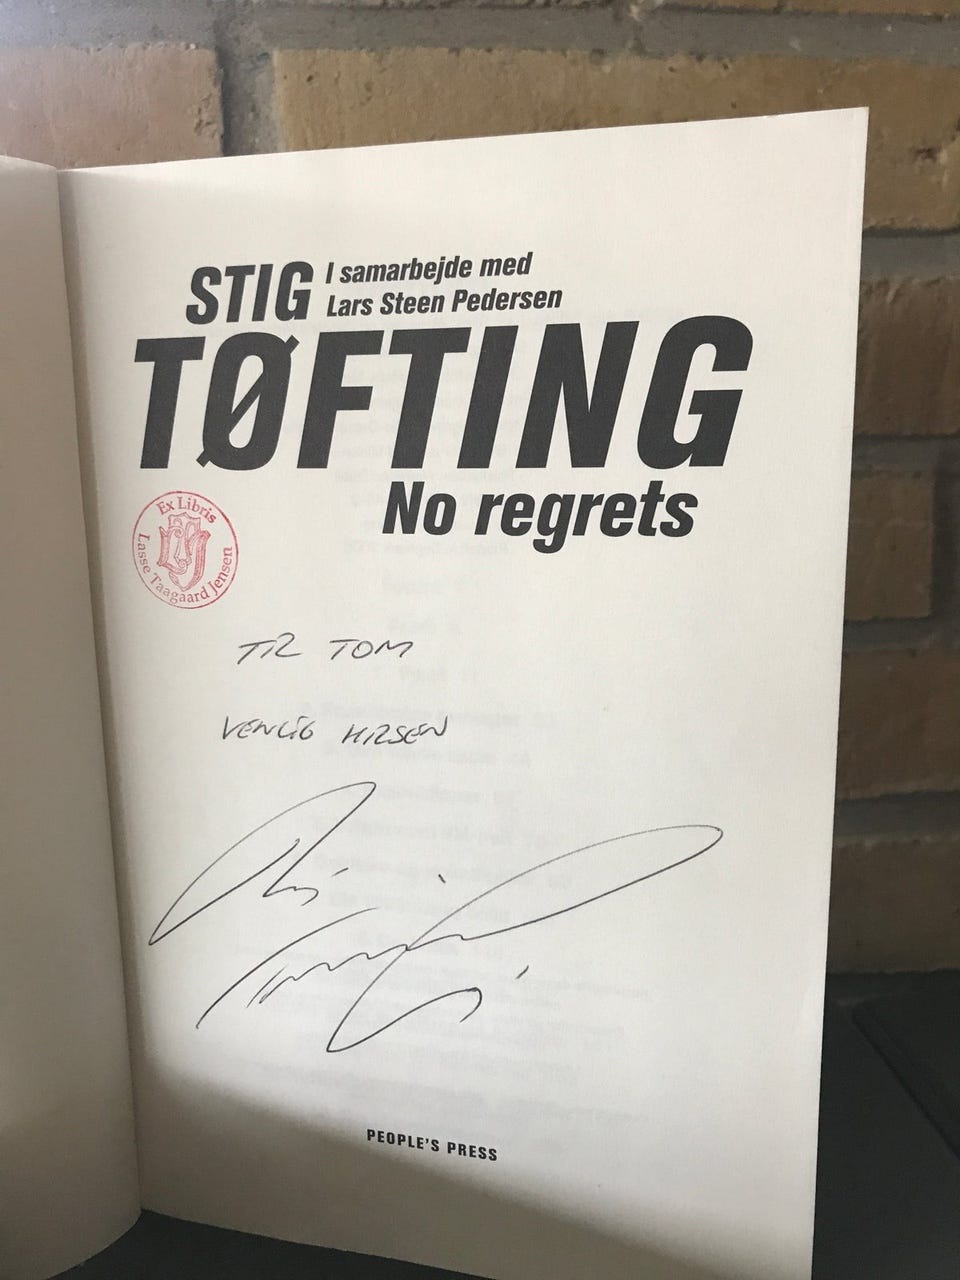 STIG I samarbejde med
Lars Steen Pedersen
TØFTING
No regrets
Ex Libris
Lasse Taagaard Jensen
TIL TOM
VENLIG HILSEN
PEOPLE'S PRESS